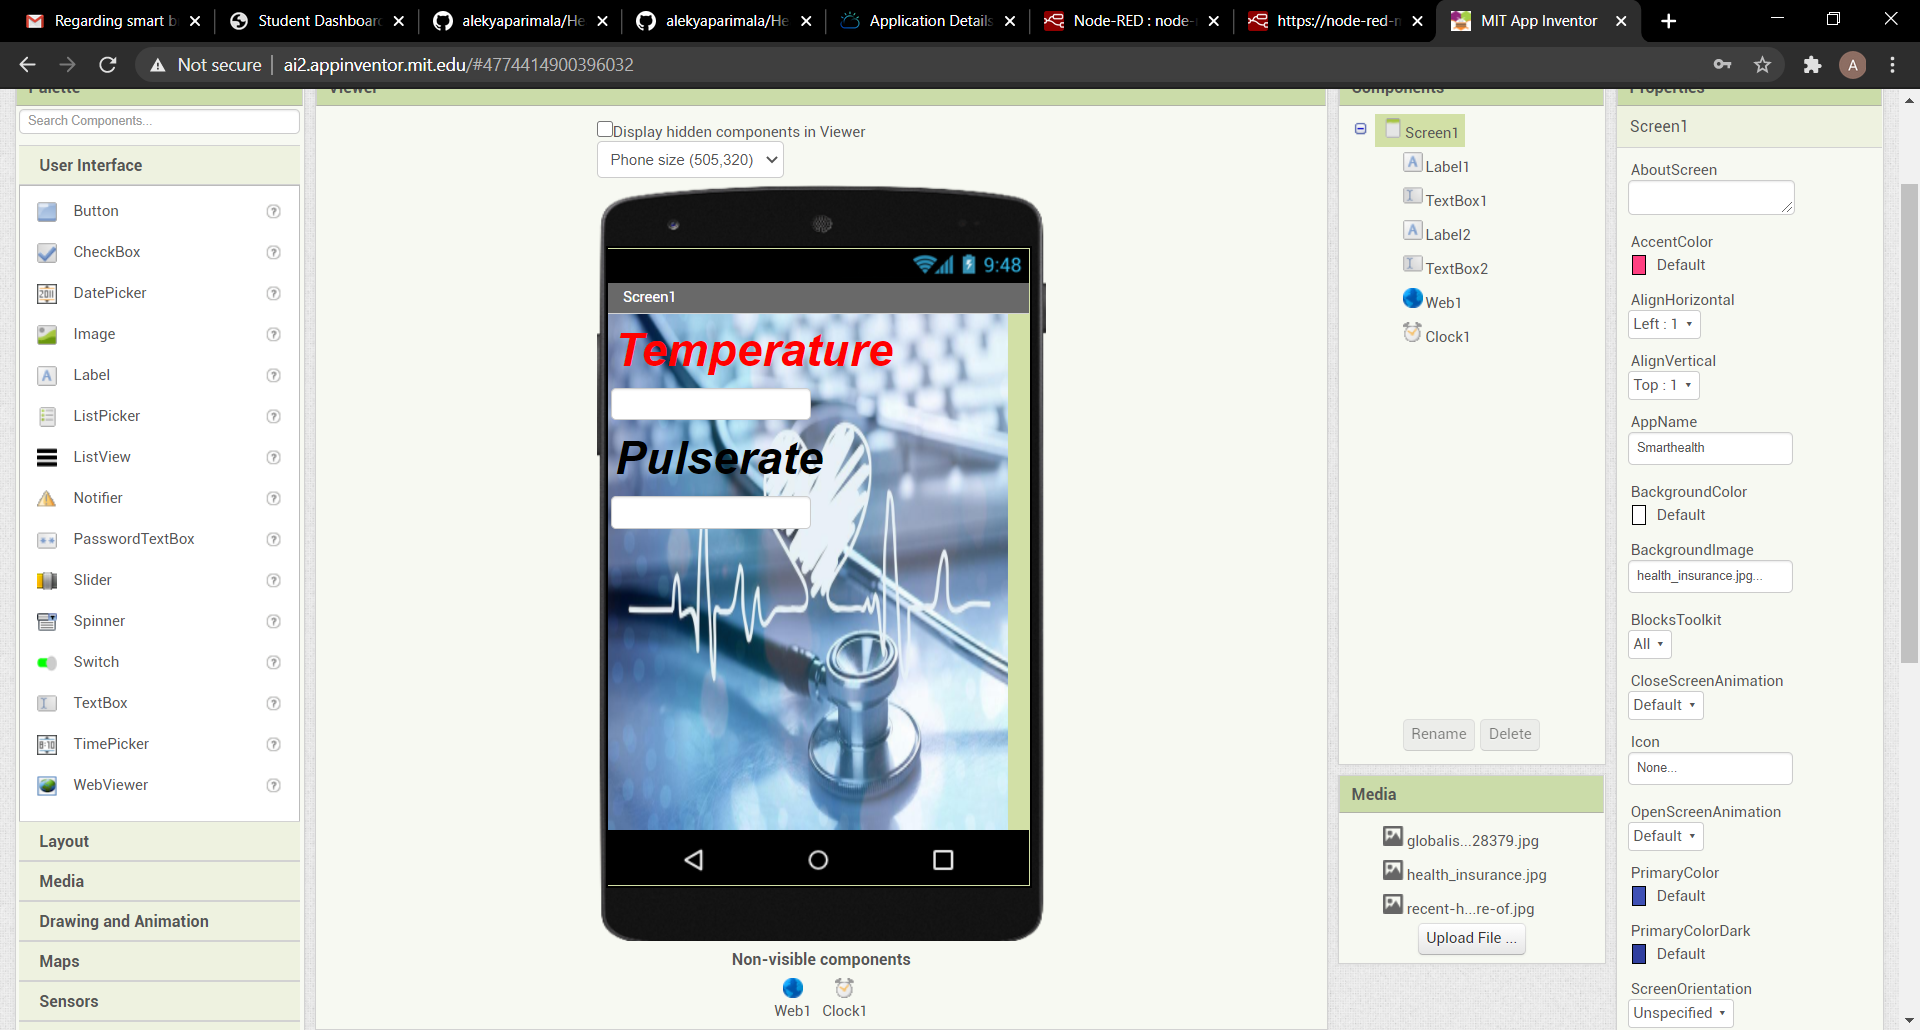 Regarding smart b
Student Dashboard
alekyaparimala/He
alekyaparimala/He
Application Details
Node-RED : node-
https://node-red-
MIT App Inventor
Not secure
ai2.appinventor.mit.edu/#4774414900396032
A
Palette
Viewer
Components
Properties
Search Components...
User Interface
Button
CheckBox
DatePicker
Image
Label
ListPicker
ListView
Notifier
PasswordTextBox
Slider
Spinner
Switch
TextBox
TimePicker
WebViewer
Layout
Media
Drawing and Animation
Maps
Sensors
Display hidden components in Viewer
Phone size (505,320)
9:48
Screen1
Temperature
Pulserate
Non-visible components
Web1
Clock1
Screen1
Label1
TextBox1
Label2
TextBox2
Web1
Clock1
Rename
Delete
Media
globalis...28379.jpg
health_insurance.jpg
recent-h...re-of.jpg
Upload File ...
Screen1
AboutScreen
AccentColor
Default
AlignHorizontal
Left : 1
AlignVertical
Top : 1
AppName
Smarthealth
BackgroundColor
Default
BackgroundImage
health_insurance.jpg...
BlocksToolkit
All
CloseScreenAnimation
Default
Icon
None...
OpenScreenAnimation
Default
PrimaryColor
Default
PrimaryColorDark
Default
ScreenOrientation
Unspecified